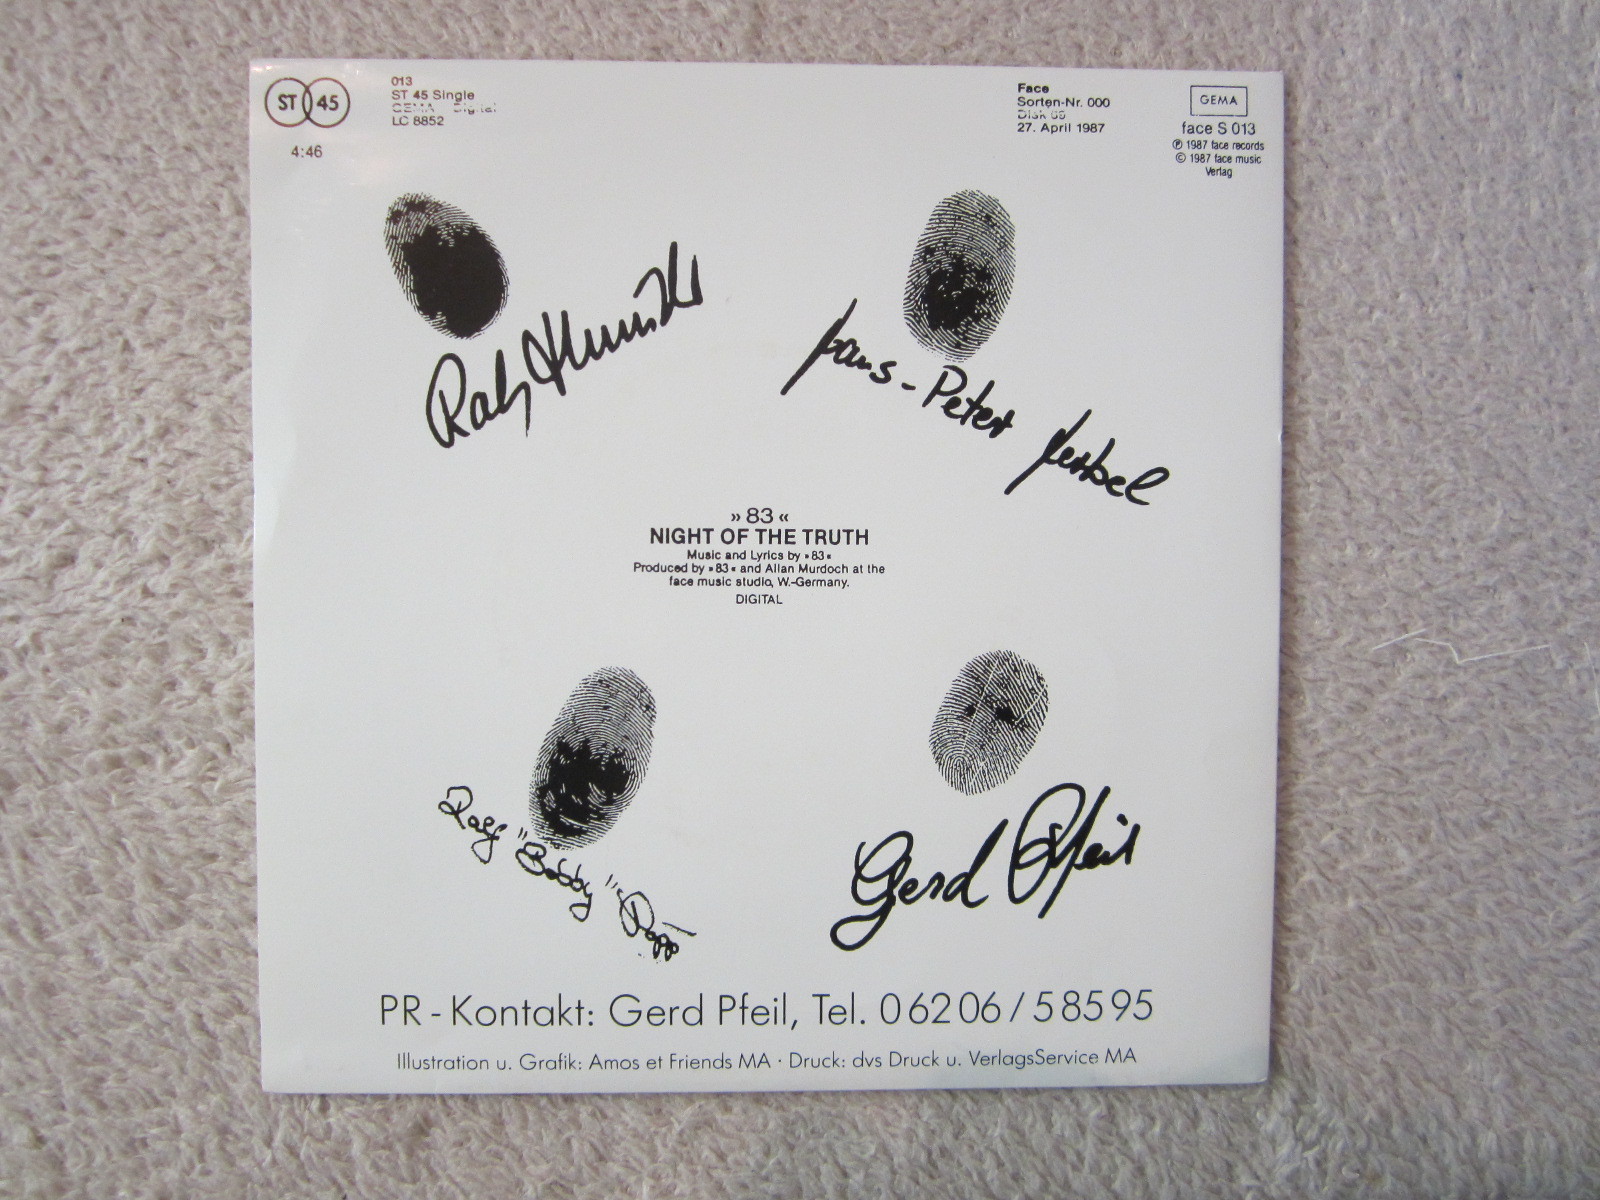 ST 45
013
ST 45 Single
GEMA Digital
LC 8852
4:46
Face
Sorten-Nr. 000
Disk
27. April 1987
GEMA
face S 013
℗ 1987 face records
© 1987 face music
Verlag
Ralf
Hans-Peter
»83«
NIGHT OF THE TRUTH
Music and Lyrics by »83«
Produced by »83« and Allan Murdoch at the
face music studio, W.-Germany.
DIGITAL
Ralf "Bobby"
Gerd Pfeil
PR-Kontakt: Gerd Pfeil, Tel. 06206/58595
Illustration u. Grafik: Amos et Friends MA · Druck: dvs Druck u. VerlagsService MA